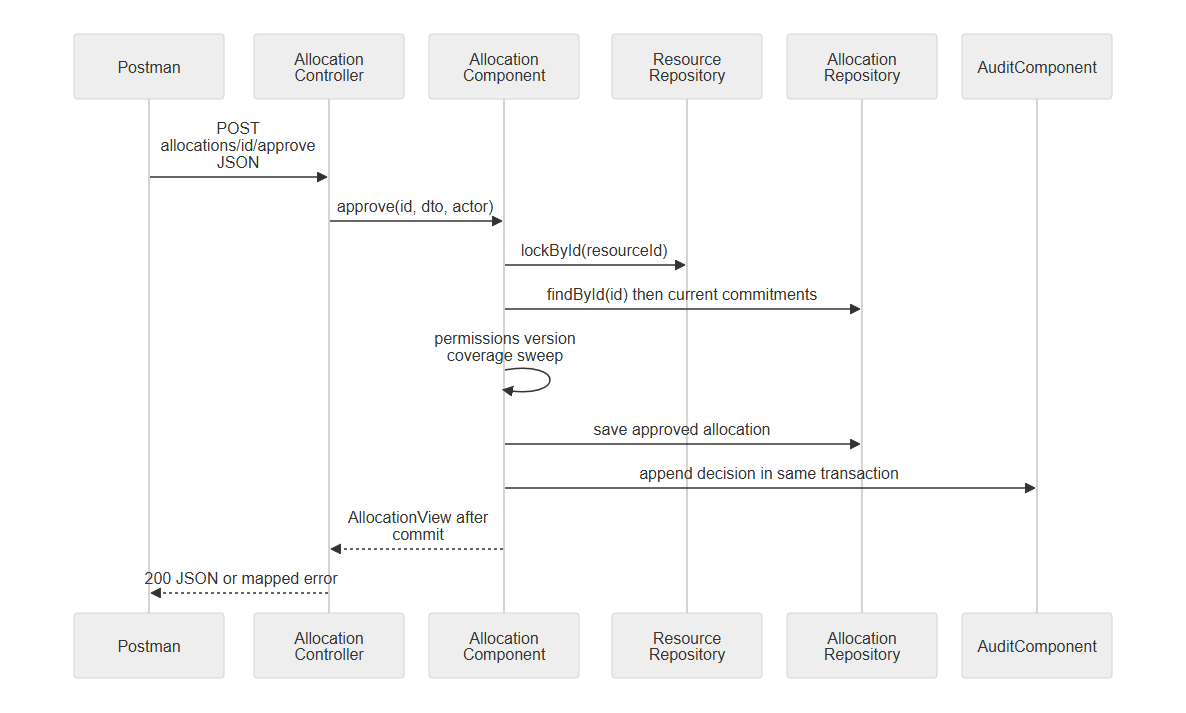 Postman
Allocation
Controller
Allocation
Component
Resource
Repository
Allocation
Repository
AuditComponent
POST
allocations/id/approve
JSON
approve(id, dto, actor)
lockById(resourceId)
findById(id) then current commitments
permissions version
coverage sweep
save approved allocation
append decision in same transaction
AllocationView after
commit
200 JSON or mapped error
Postman
Allocation
Controller
Allocation
Component
Resource
Repository
Allocation
Repository
AuditComponent